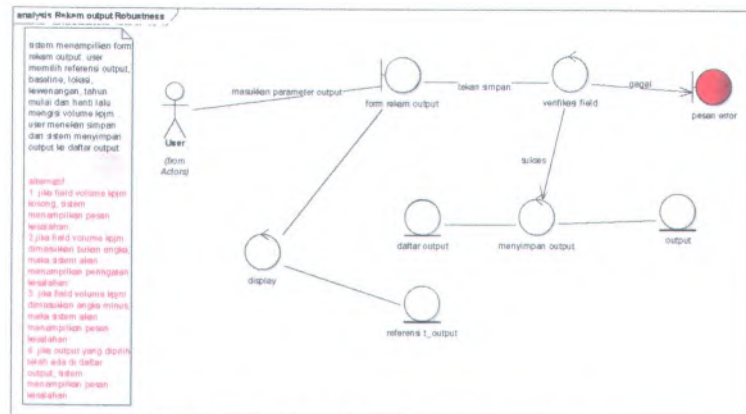 analysis Rekam output Robustness
sistem menampilkan form
rekam output. user
memilih referensi output,
baseline, lokasi,
kewenangan, tahun
mulai dan henti lalu
mengisi volume kpjm.
user menekan simpan
dan sistem menyimpan
output ke daftar output
alternatif
1. jika field volume kpjm
kosong, sistem
menampilkan pesan
kesalahan
2.jika field volume kpjm
dimasukkan bukan angka,
maka sistem akan
menampilkan peringatan
kesalahan
3. jika field volume kpjm
dimasukkan angka minus,
maka sistem akan
menampilkan pesan
kesalahan
4. jika output yang dipilih
telah ada di daftar
output, sistem
menampilkan pesan
kesalahan
User
(from
Actors)
masukkan parameter output
form rekam output
tekan simpan
verifikasi field
gagal
pesan error
sukses
daftar output
menyimpan output
output
display
referensi t_output